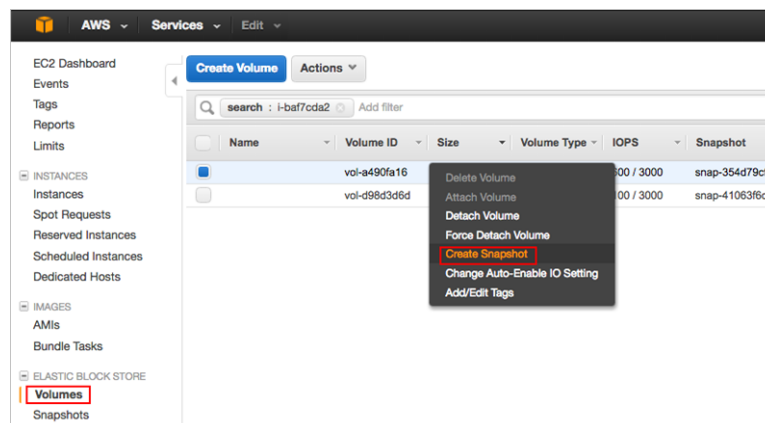 AWS Services Edit
EC2 Dashboard
Events
Tags
Reports
Limits
INSTANCES
Instances
Spot Requests
Reserved Instances
Scheduled Instances
Dedicated Hosts
IMAGES
AMIs
Bundle Tasks
ELASTIC BLOCK STORE
Volumes
Snapshots
Create Volume Actions
search : i-baf7cda2 Add filter
Name Volume ID Size Volume Type IOPS Snapshot
vol-a490fa16 00 / 3000
vol-d98d3d6d 00 / 3000
Delete Volume
Attach Volume
Detach Volume
Force Detach Volume
Create Snapshot
Change Auto-Enable IO Setting
Add/Edit Tags